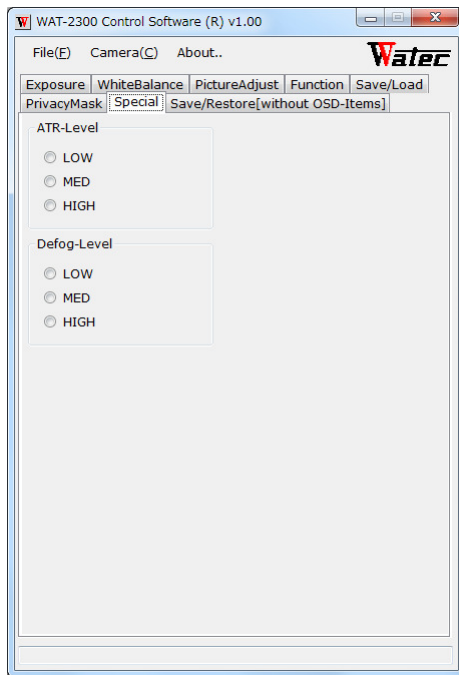 WAT-2300 Control Software (R) v1.00
File(F) Camera(C) About..
Watec
Exposure WhiteBalance PictureAdjust Function Save/Load
PrivacyMask Special Save/Restore[without OSD-Items]
ATR-Level
LOW
MED
HIGH
Defog-Level
LOW
MED
HIGH